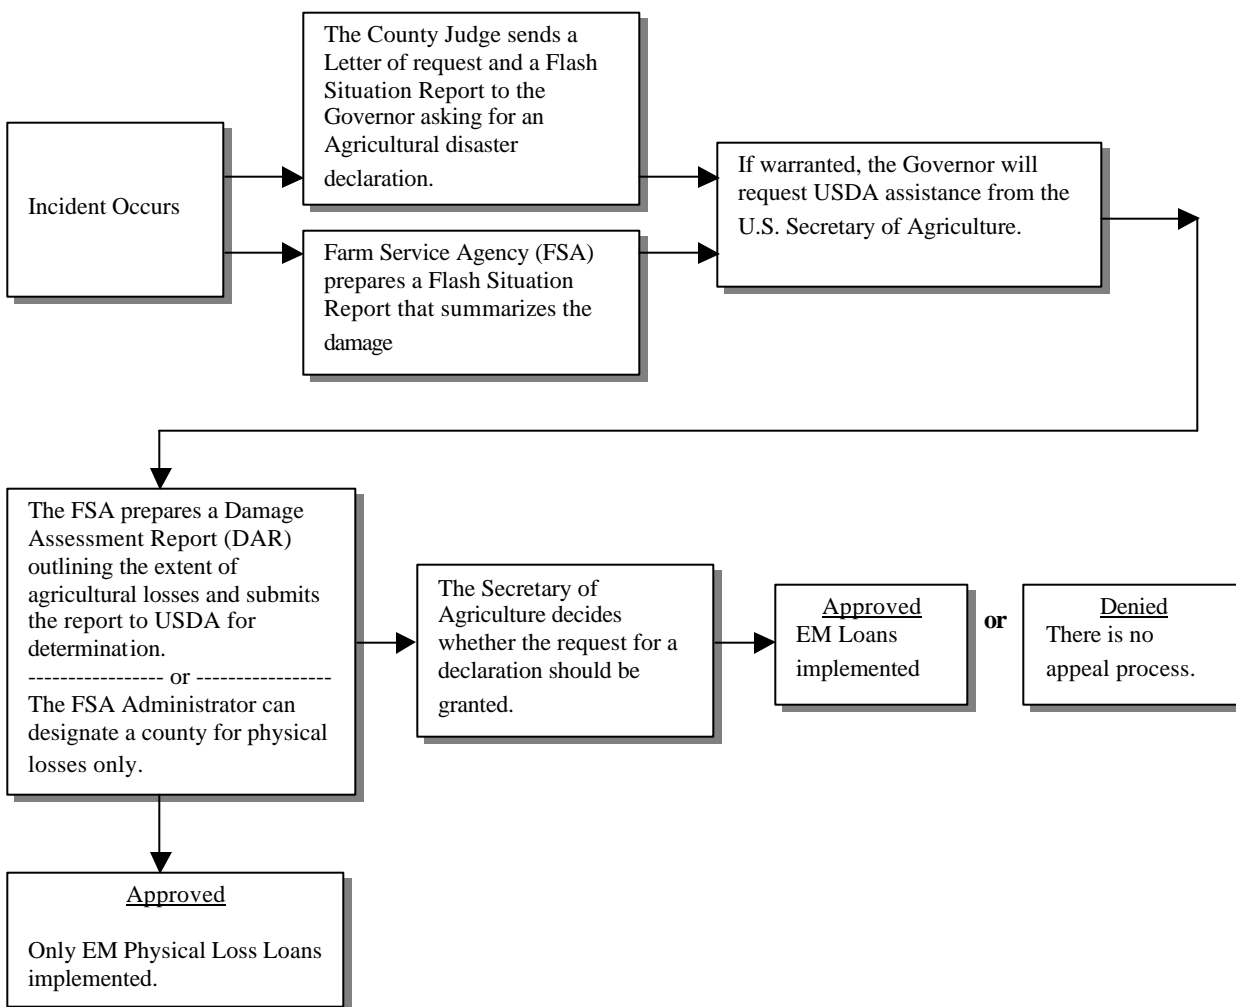 The County Judge sends a
Letter of request and a Flash
Situation Report to the
Governor asking for an
Agricultural disaster
declaration.
Incident Occurs
Farm Service Agency (FSA)
prepares a Flash Situation
Report that summarizes the
damage
If warranted, the Governor will
request USDA assistance from the
U.S. Secretary of Agriculture.
The FSA prepares a Damage
Assessment Report (DAR)
outlining the extent of
agricultural losses and submits
the report to USDA for
determination.
----------------- or -----------------
The FSA Administrator can
designate a county for physical
losses only.
The Secretary of
Agriculture decides
whether the request for a
declaration should be
granted.
Approved
EM Loans
implemented
or
Denied
There is no
appeal process.
Approved
Only EM Physical Loss Loans
implemented.